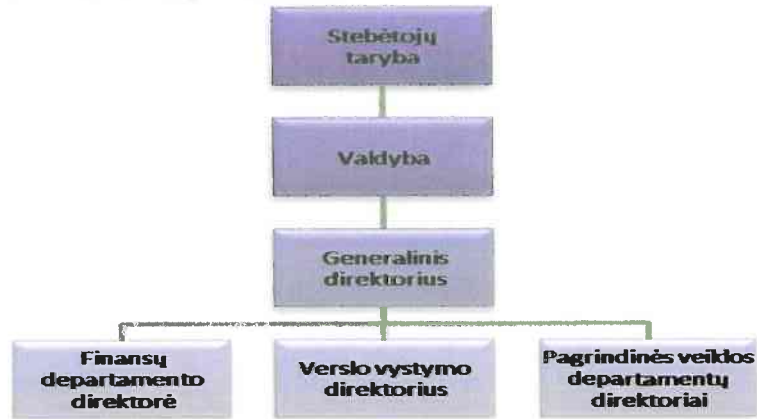 Stebėtojų
taryba
Valdyba
Generalinis
direktorius
Finansų
departamento
direktorė
Verslo vystymo
direktorius
Pagrindinės veiklos
departamentų
direktoriai